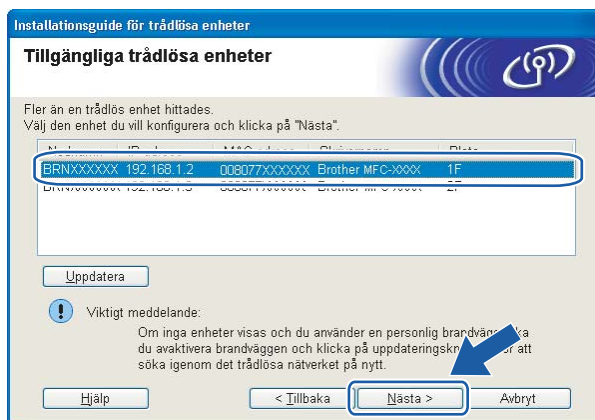 Installationsguide för trådlösa enheter
Tillgängliga trådlösa enheter
Fler än en trådlös enhet hittades.
Välj den enhet du vill konfigurera och klicka på "Nästa".
BRNXXXXXX 192.168.1.2 008077XXXXXX Brother MFC-XXXX 1F
Uppdatera
Viktigt meddelande:
Om inga enheter visas och du använder en personlig
du avaktivera brandväggen och klicka på
att
söka igenom det trådlösa nätverket på nytt.
Hjälp < Tillbaka Nästa > Avbryt